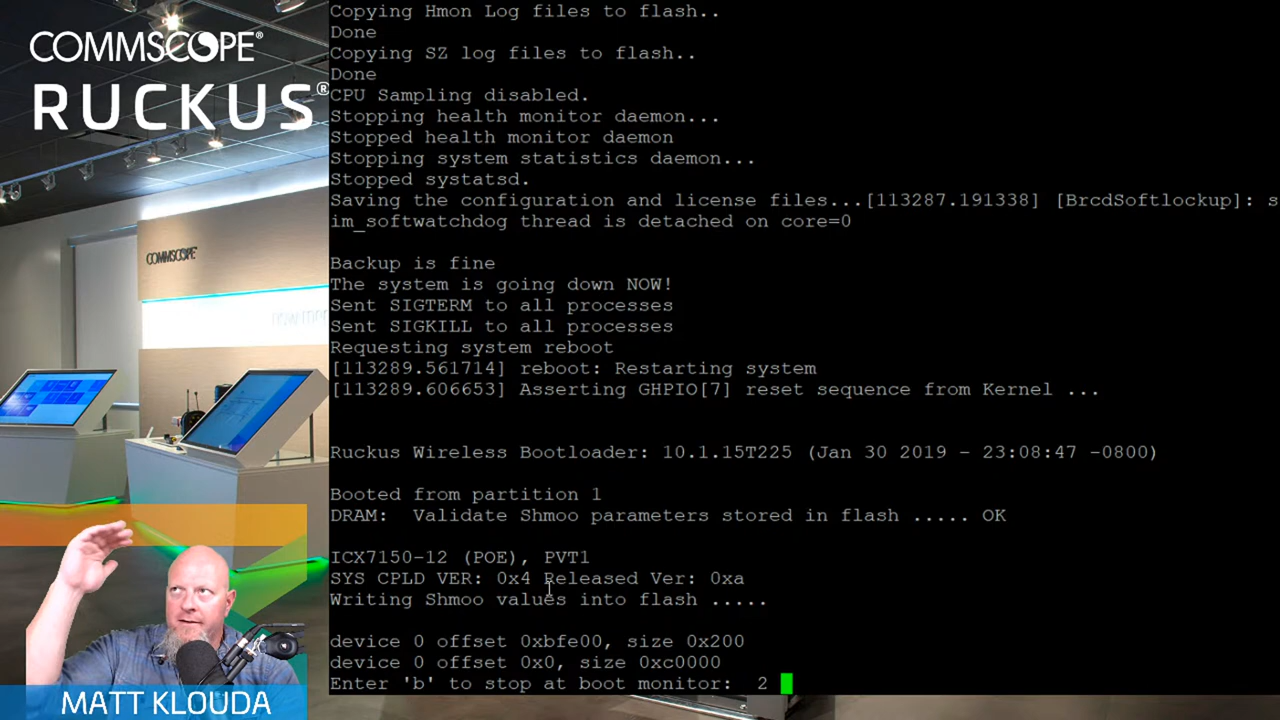 COMMSCOPE®
RUCKUS®
COMMSCOPE
Copying Hmon Log files to flash..
Done
Copying SZ log files to flash..
Done
CPU Sampling disabled.
Stopping health monitor daemon...
Stopped health monitor daemon
Stopping system statistics daemon...
Stopped systatsd.
Saving the configuration and license files...[113287.191338] [BrcdSoftlockup]: s
im_softwatchdog thread is detached on core=0
Backup is fine
The system is going down NOW!
Sent SIGTERM to all processes
Sent SIGKILL to all processes
Requesting system reboot
[113289.561714] reboot: Restarting system
[113289.606653] Asserting GHPIO[7] reset sequence from Kernel ...
Ruckus Wireless Bootloader: 10.1.15T225 (Jan 30 2019 - 23:08:47 -0800)
Booted from partition 1
DRAM:  Validate Shmoo parameters stored in flash ..... OK
ICX7150-12 (POE), PVT1
SYS CPLD VER: 0x4 Released Ver: 0xa
Writing Shmoo values into flash .....
device 0 offset 0xbfe00, size 0x200
device 0 offset 0x0, size 0xc0000
Enter 'b' to stop at boot monitor:  2
MATT KLOUDA